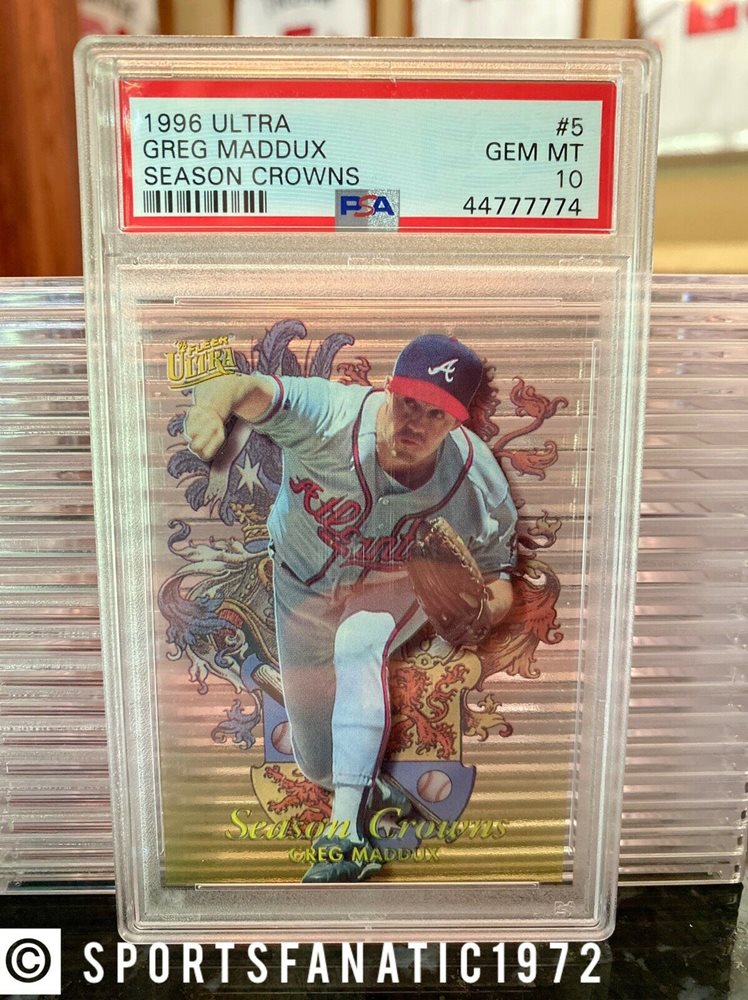 1996 ULTRA #5
GREG MADDUX GEM MT
SEASON CROWNS 10
PSA 44777774
'96 FLEER
ULTRA
A
Atlanta
Season Crowns
GREG MADDUX
© SPORTSFANATIC1972